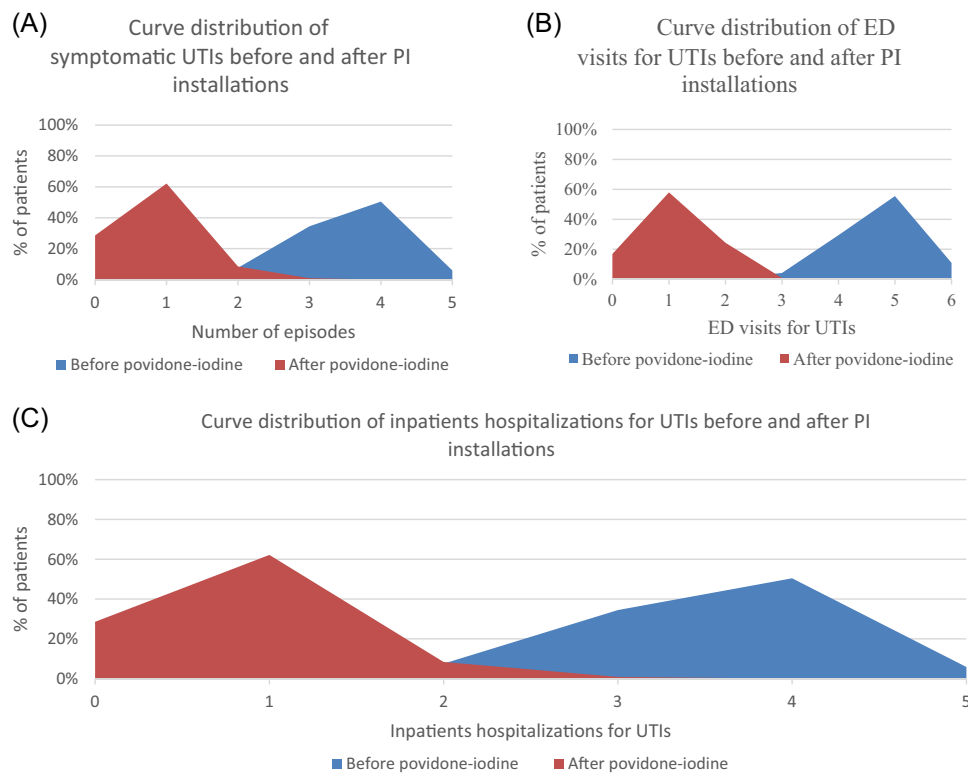 (A)
Curve distribution of
symptomatic UTIs before and after PI
installations
100%
80%
60%
40%
20%
0%
% of patients
0 1 2 3 4 5
Number of episodes
Before povidone-iodine After povidone-iodine
(B)
Curve distribution of ED
visits for UTIs before and after PI
installations
100%
80%
60%
40%
20%
0%
% of patients
0 1 2 3 4 5 6
ED visits for UTIs
Before povidone-iodine After povidone-iodine
(C)
Curve distribution of inpatients hospitalizations for UTIs before and after PI
installations
100%
80%
60%
40%
20%
0%
% of patients
0 1 2 3 4 5
Inpatients hospitalizations for UTIs
Before povidone-iodine After povidone-iodine